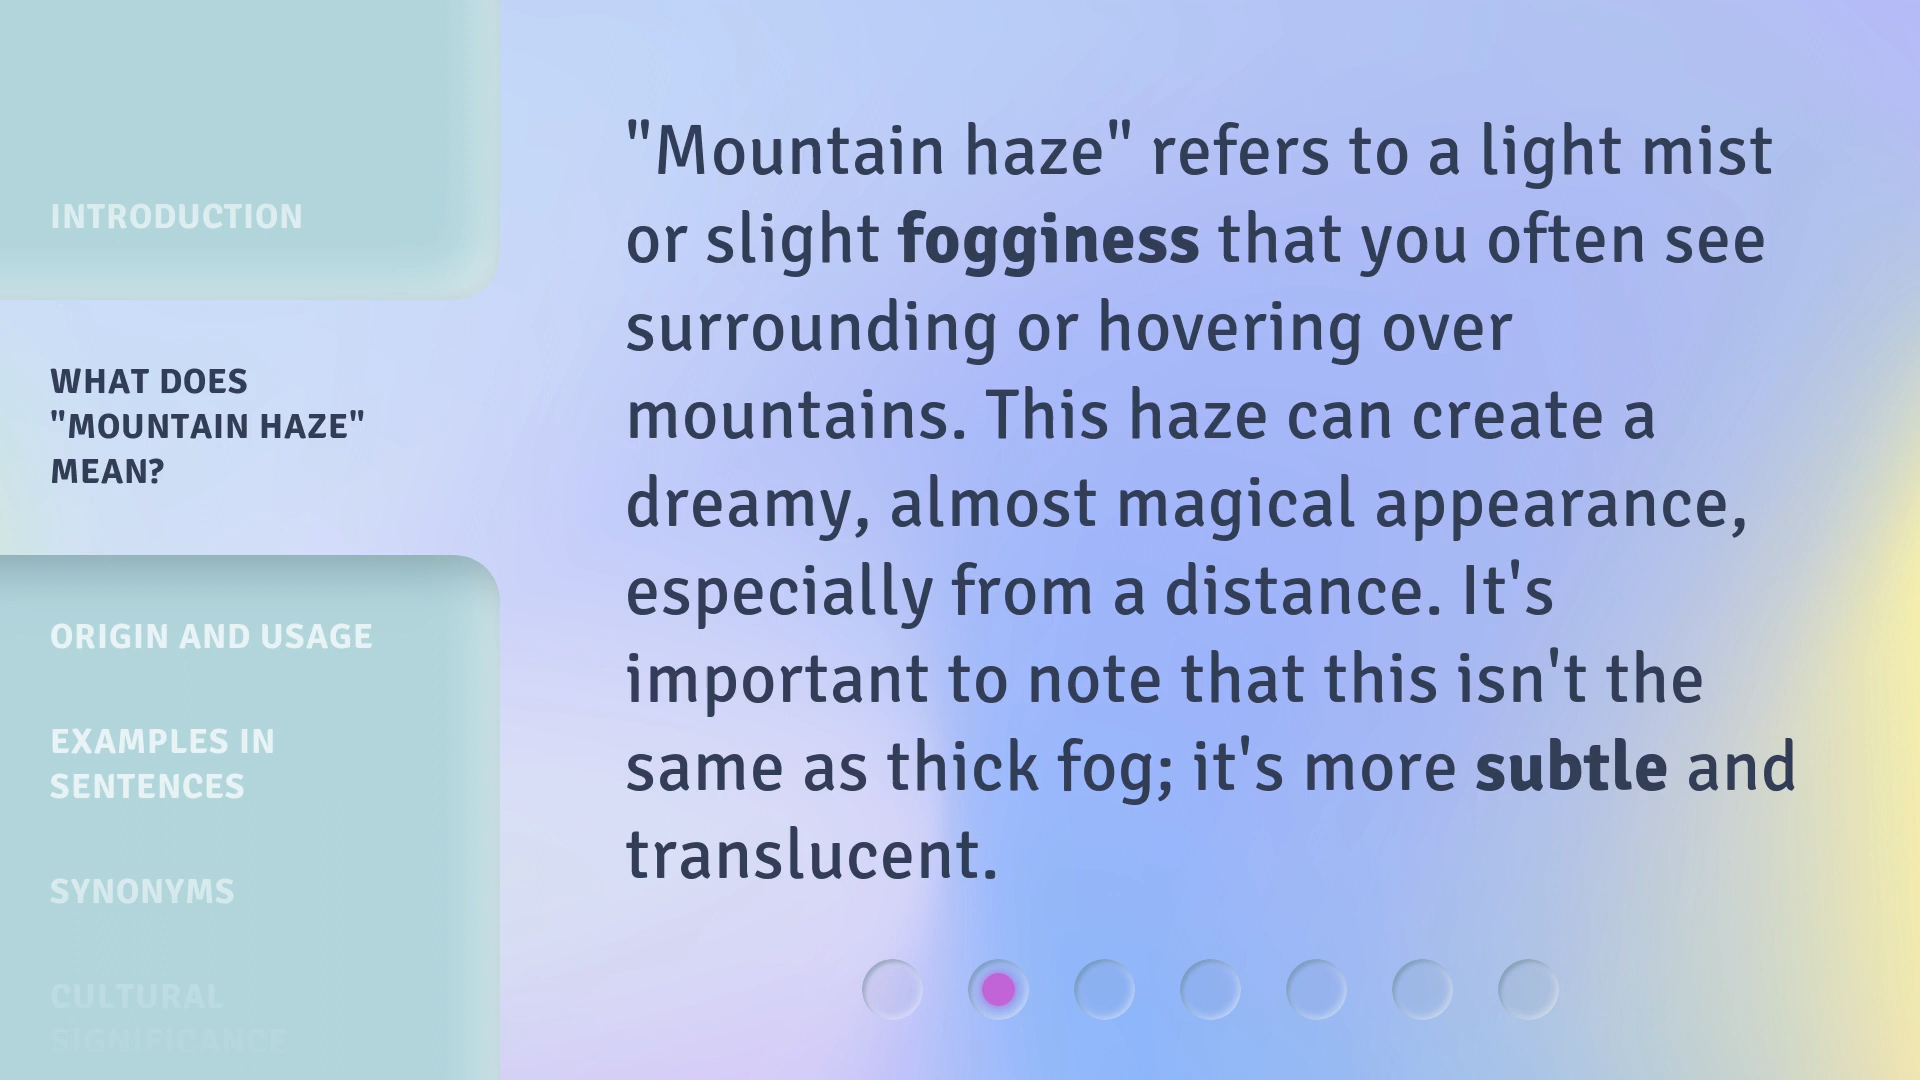 INTRODUCTION
WHAT DOES
"MOUNTAIN HAZE"
MEAN?
ORIGIN AND USAGE
EXAMPLES IN
SENTENCES
SYNONYMS
CULTURAL
SIGNIFICANCE
"Mountain haze" refers to a light mist
or slight fogginess that you often see
surrounding or hovering over
mountains. This haze can create a
dreamy, almost magical appearance,
especially from a distance. It's
important to note that this isn't the
same as thick fog; it's more subtle and
translucent.